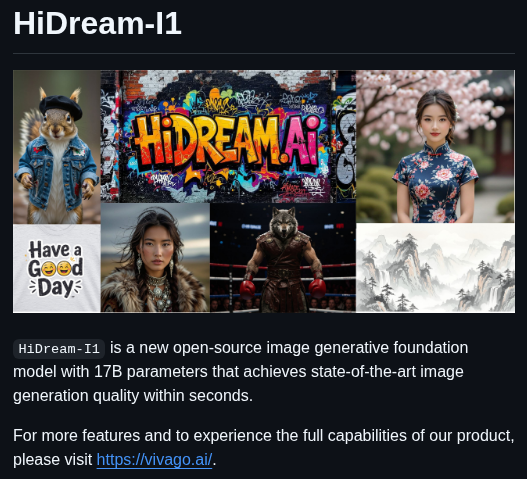 HiDream-I1
HiDREAM.Ai
Have a
Good
Day
HiDream-I1 is a new open-source image generative foundation
model with 17B parameters that achieves state-of-the-art image
generation quality within seconds.
For more features and to experience the full capabilities of our product,
please visit https://vivago.ai/.